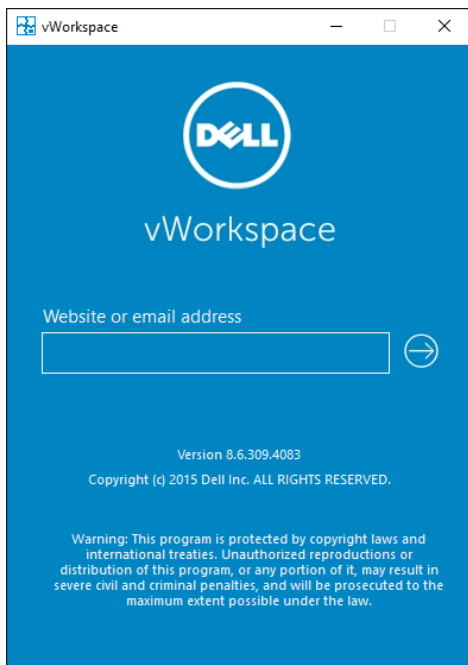 vWorkspace
DELL
vWorkspace
Website or email address
Version 8.6.309.4083
Copyright (c) 2015 Dell Inc. ALL RIGHTS RESERVED.
Warning: This program is protected by copyright laws and
international treaties. Unauthorized reproductions or
distribution of this program, or any portion of it, may result in
severe civil and criminal penalties, and will be prosecuted to the
maximum extent possible under the law.